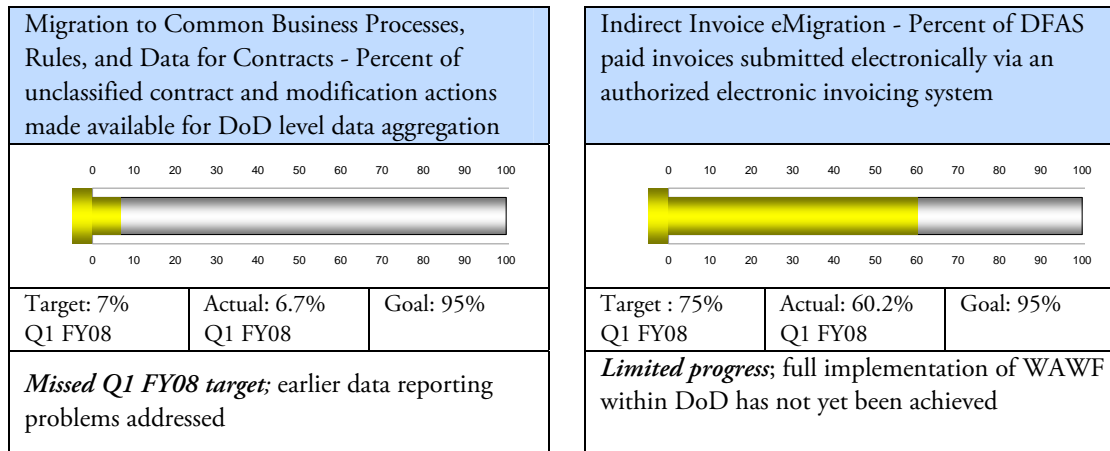 Migration to Common Business Processes,
Rules, and Data for Contracts - Percent of
unclassified contract and modification actions
made available for DoD level data aggregation
0 10 20 30 40 50 60 70 80 90 100
0 10 20 30 40 50 60 70 80 90 100
Target: 7%
Q1 FY08
Actual: 6.7%
Q1 FY08
Goal: 95%
Missed Q1 FY08 target; earlier data reporting
problems addressed
Indirect Invoice eMigration - Percent of DFAS
paid invoices submitted electronically via an
authorized electronic invoicing system
0 10 20 30 40 50 60 70 80 90 100
0 10 20 30 40 50 60 70 80 90 100
Target : 75%
Q1 FY08
Actual: 60.2%
Q1 FY08
Goal: 95%
Limited progress; full implementation of WAWF
within DoD has not yet been achieved